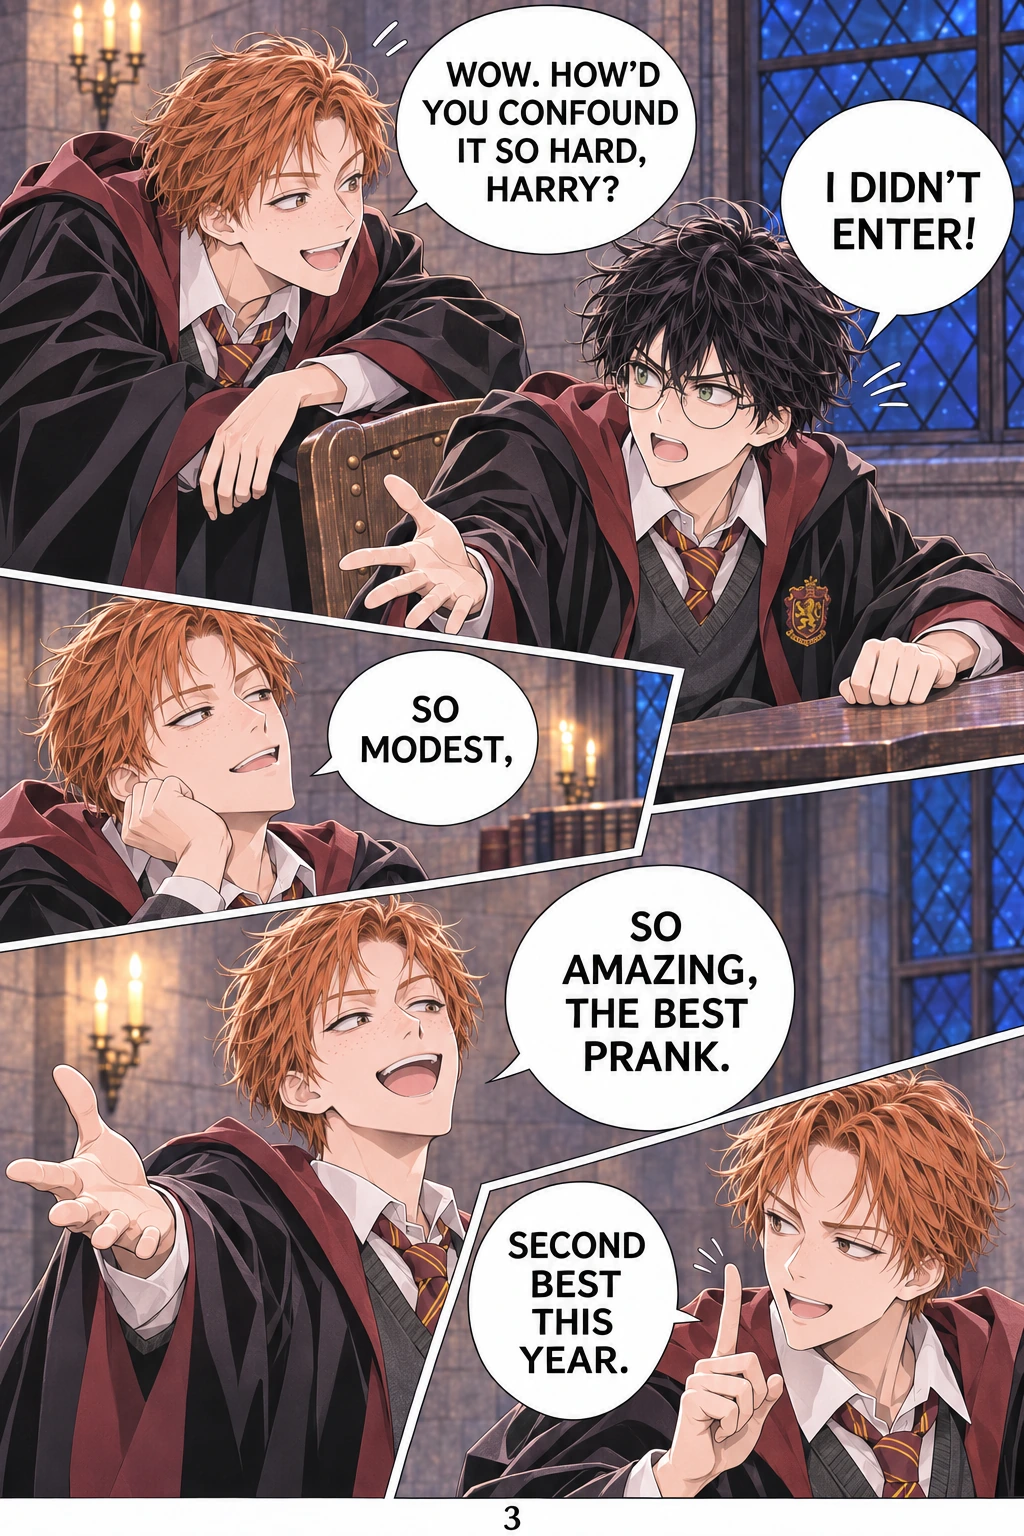 WOW. HOW'D
YOU CONFOUND
IT SO HARD,
HARRY?
I DIDN'T
ENTER!
SO
MODEST,
SO
AMAZING,
THE BEST
PRANK.
SECOND
BEST
THIS
YEAR.
3